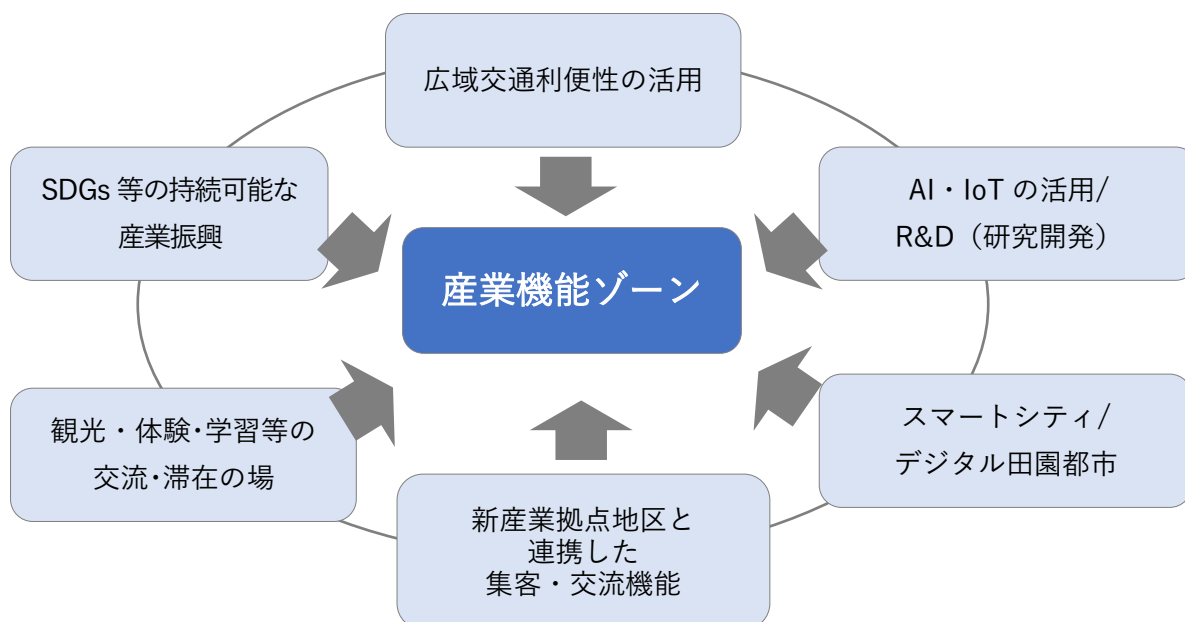 広域交通利便性の活用
SDGs 等の持続可能な
産業振興
AI・IoT の活用/
R&D（研究開発）
産業機能ゾーン
観光・体験・学習等の
交流・滞在の場
スマートシティ/
デジタル田園都市
新産業拠点地区と
連携した
集客・交流機能